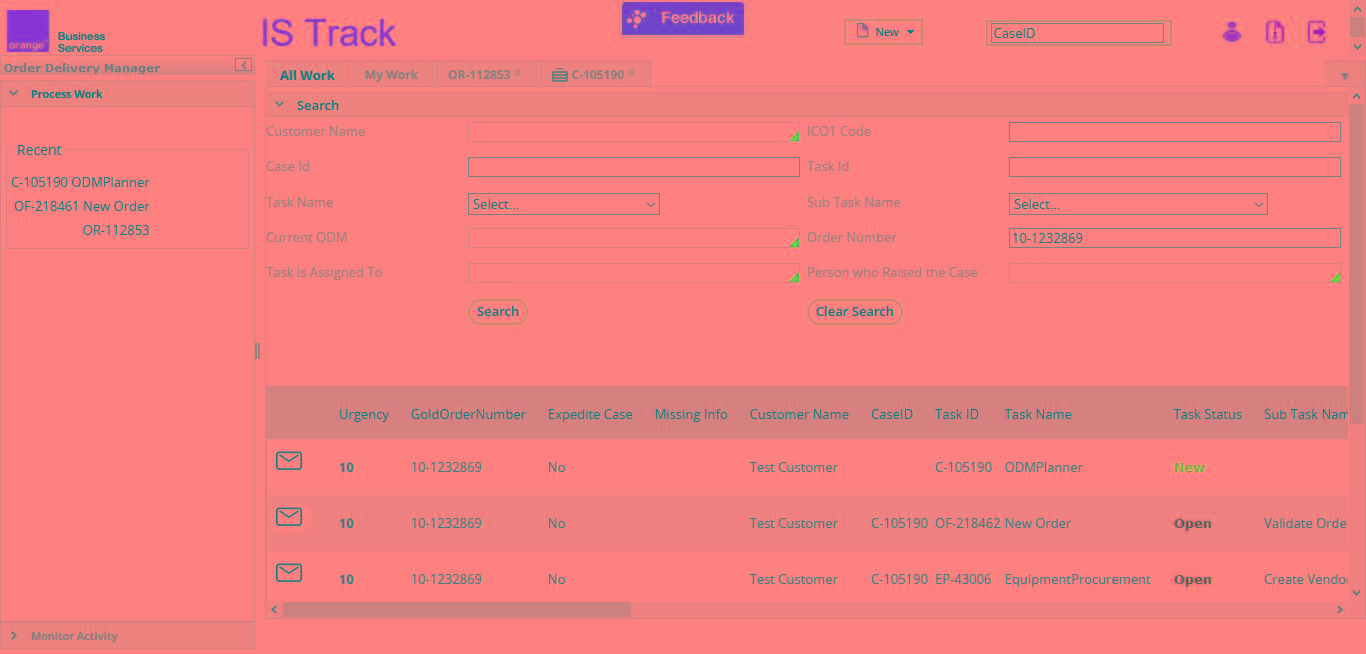 orange™
Business
Services
IS Track
Feedback
New
CaseID
Order Delivery Manager
Process Work
Recent
C-105190 ODMPlanner
OF-218461 New Order
OR-112853
Monitor Activity
All Work
My Work
OR-112853 ×
C-105190 ×
Search
Customer Name
ICO1 Code
Case Id
Task Id
Task Name Select...
Sub Task Name Select...
Current ODM
Order Number 10-1232869
Task is Assigned To
Person who Raised the Case
Search
Clear Search
Urgency GoldOrderNumber Expedite Case Missing Info Customer Name CaseID Task ID Task Name Task Status Sub Task Nam
10 10-1232869 No Test Customer C-105190 ODMPlanner New
10 10-1232869 No Test Customer C-105190 OF-218462 New Order Open Validate Orde
10 10-1232869 No Test Customer C-105190 EP-43006 EquipmentProcurement Open Create Vendo